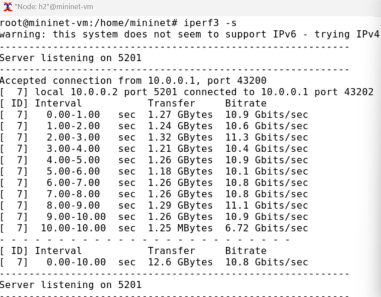 "Node: h2"@mininet-vm
root@mininet-vm:/home/mininet# iperf3 -s
warning: this system does not seem to support IPv6 - trying IPv4
-----------------------------------------------------------
Server listening on 5201
-----------------------------------------------------------
Accepted connection from 10.0.0.1, port 43200
[  7] local 10.0.0.2 port 5201 connected to 10.0.0.1 port 43202
[ ID] Interval           Transfer     Bitrate
[  7]   0.00-1.00   sec  1.27 GBytes  10.9 Gbits/sec
[  7]   1.00-2.00   sec  1.24 GBytes  10.6 Gbits/sec
[  7]   2.00-3.00   sec  1.32 GBytes  11.3 Gbits/sec
[  7]   3.00-4.00   sec  1.21 GBytes  10.4 Gbits/sec
[  7]   4.00-5.00   sec  1.26 GBytes  10.9 Gbits/sec
[  7]   5.00-6.00   sec  1.18 GBytes  10.1 Gbits/sec
[  7]   6.00-7.00   sec  1.26 GBytes  10.8 Gbits/sec
[  7]   7.00-8.00   sec  1.26 GBytes  10.8 Gbits/sec
[  7]   8.00-9.00   sec  1.29 GBytes  11.1 Gbits/sec
[  7]   9.00-10.00  sec  1.26 GBytes  10.9 Gbits/sec
[  7]  10.00-10.00  sec  1.25 MBytes  6.72 Gbits/sec
- - - - - - - - - - - - - - - - - - - - - - - - -
[ ID] Interval           Transfer     Bitrate
[  7]   0.00-10.00  sec  12.6 GBytes  10.8 Gbits/sec
-----------------------------------------------------------
Server listening on 5201